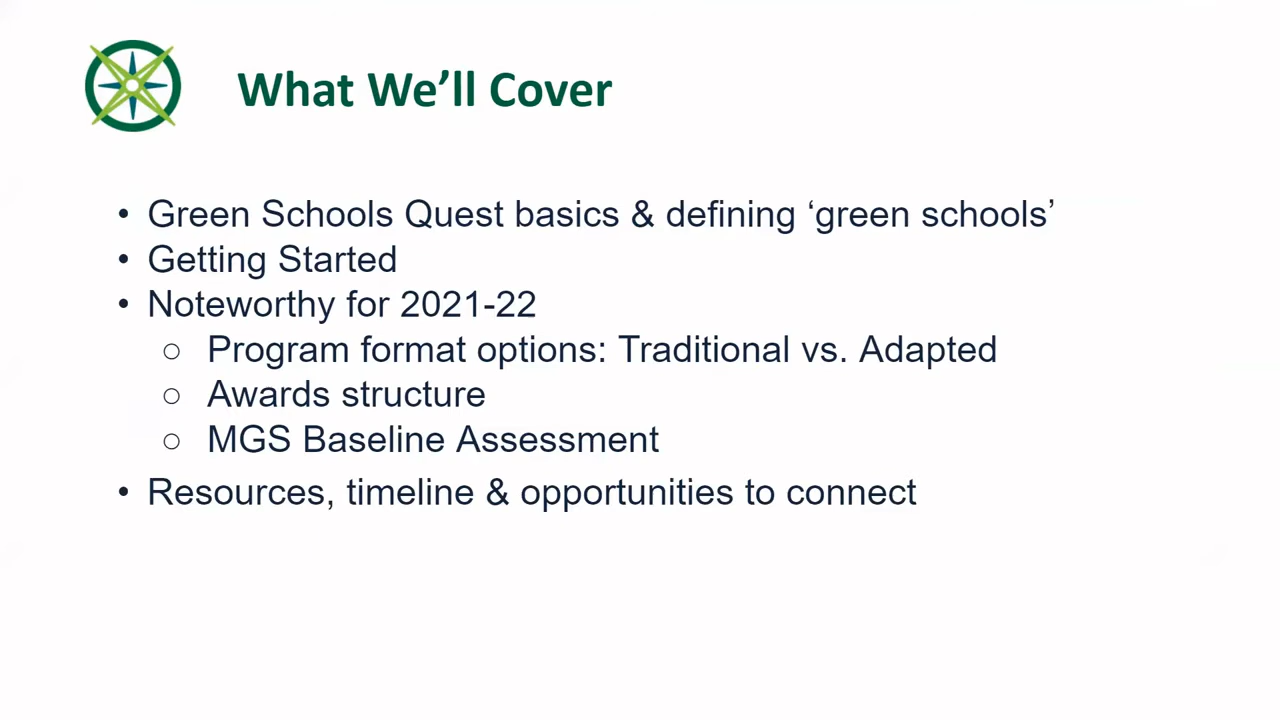 What We’ll Cover
• Green Schools Quest basics & defining ‘green schools’
• Getting Started
• Noteworthy for 2021-22
○ Program format options: Traditional vs. Adapted
○ Awards structure
○ MGS Baseline Assessment
• Resources, timeline & opportunities to connect